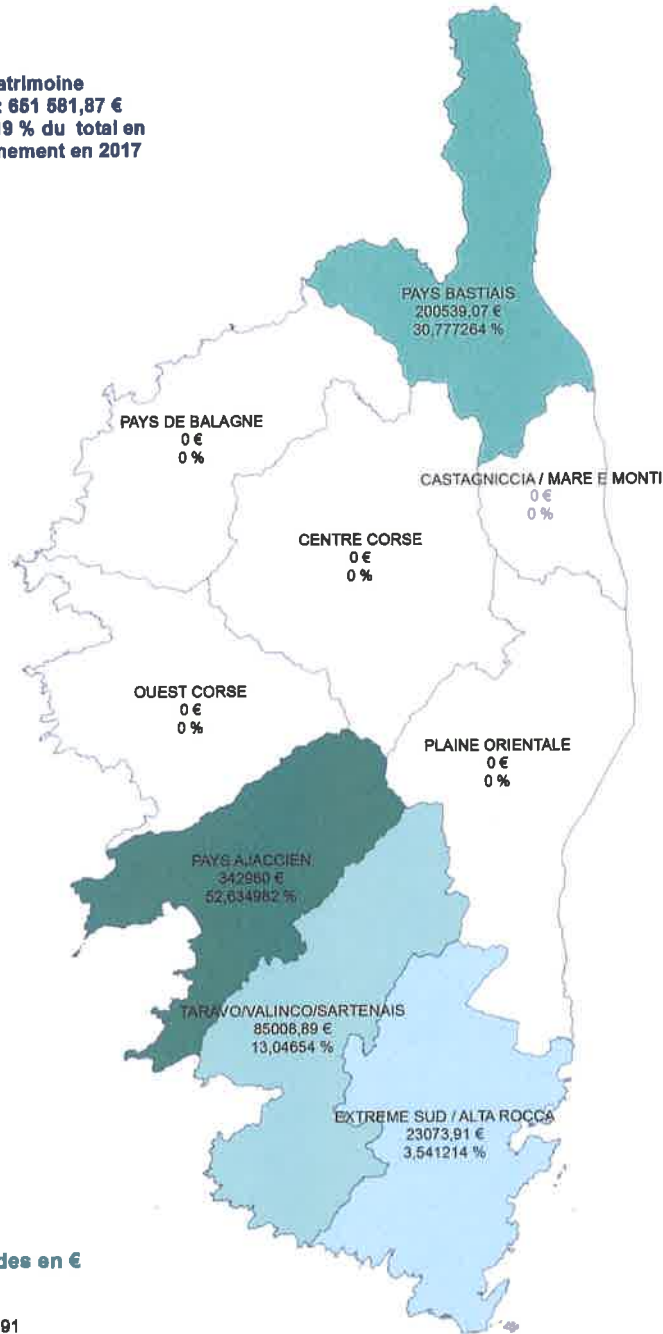 atrimoine
: 651 581,87 €
19 % du total en
nement en 2017
PAYS BASTIAIS
200539,07 €
30,777264 %
PAYS DE BALAGNE
0 €
0 %
CASTAGNICCIA / MARE E MONTI
0 €
0 %
CENTRE CORSE
0 €
0 %
OUEST CORSE
0 €
0 %
PLAINE ORIENTALE
0 €
0 %
PAYS AJACCIEN
342960 €
52,634982 %
TARAVO/VALINCO/SARTENAIS
85008,89 €
13,04654 %
EXTREME SUD / ALTA ROCCA
23073,91 €
3,541214 %
des en €
91